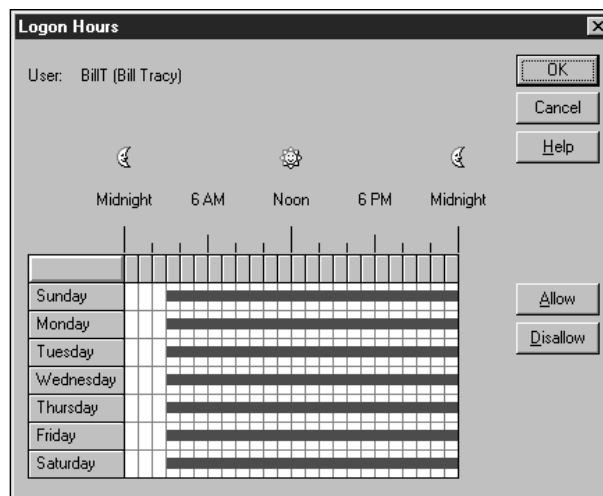 Logon Hours
User: BillT (Bill Tracy)
OK
Cancel
Help
Midnight 6 AM Noon 6 PM Midnight
Sunday
Monday
Tuesday
Wednesday
Thursday
Friday
Saturday
Allow
Disallow